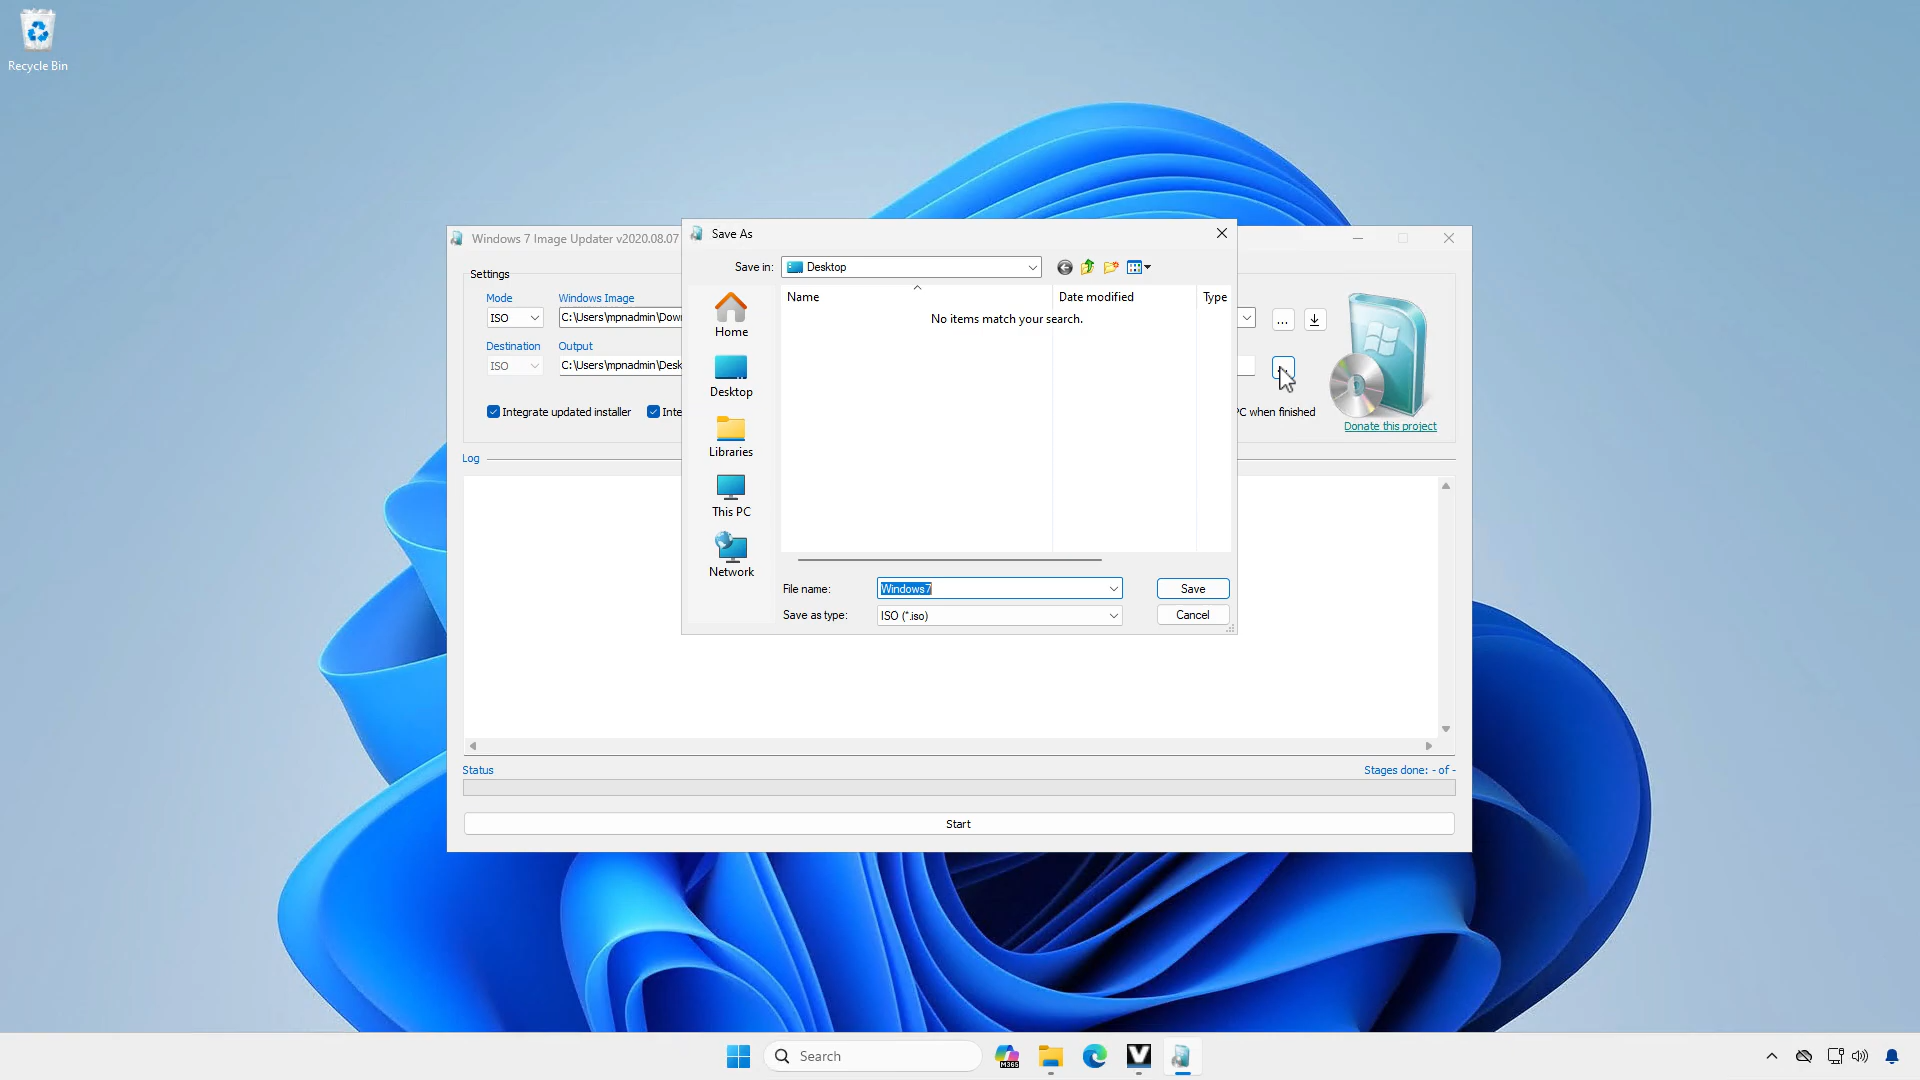 Recycle Bin
Windows 7 Image Updater v2020.08.07
Save As
Save in:
Desktop
Settings
Mode
Windows Image
ISO
C:\Users\mpnadmin\Dow
...
Destination
Output
ISO
C:\Users\mpnadmin\Desk
Integrate updated installer
Inte
PC when finished
Donate this project
Name
Date modified
Type
No items match your search.
Home
Desktop
Libraries
This PC
Network
File name:
Windows7
Save
Save as type:
ISO (*.iso)
Cancel
Log
Status
Stages done: - of -
Start
Search
M365